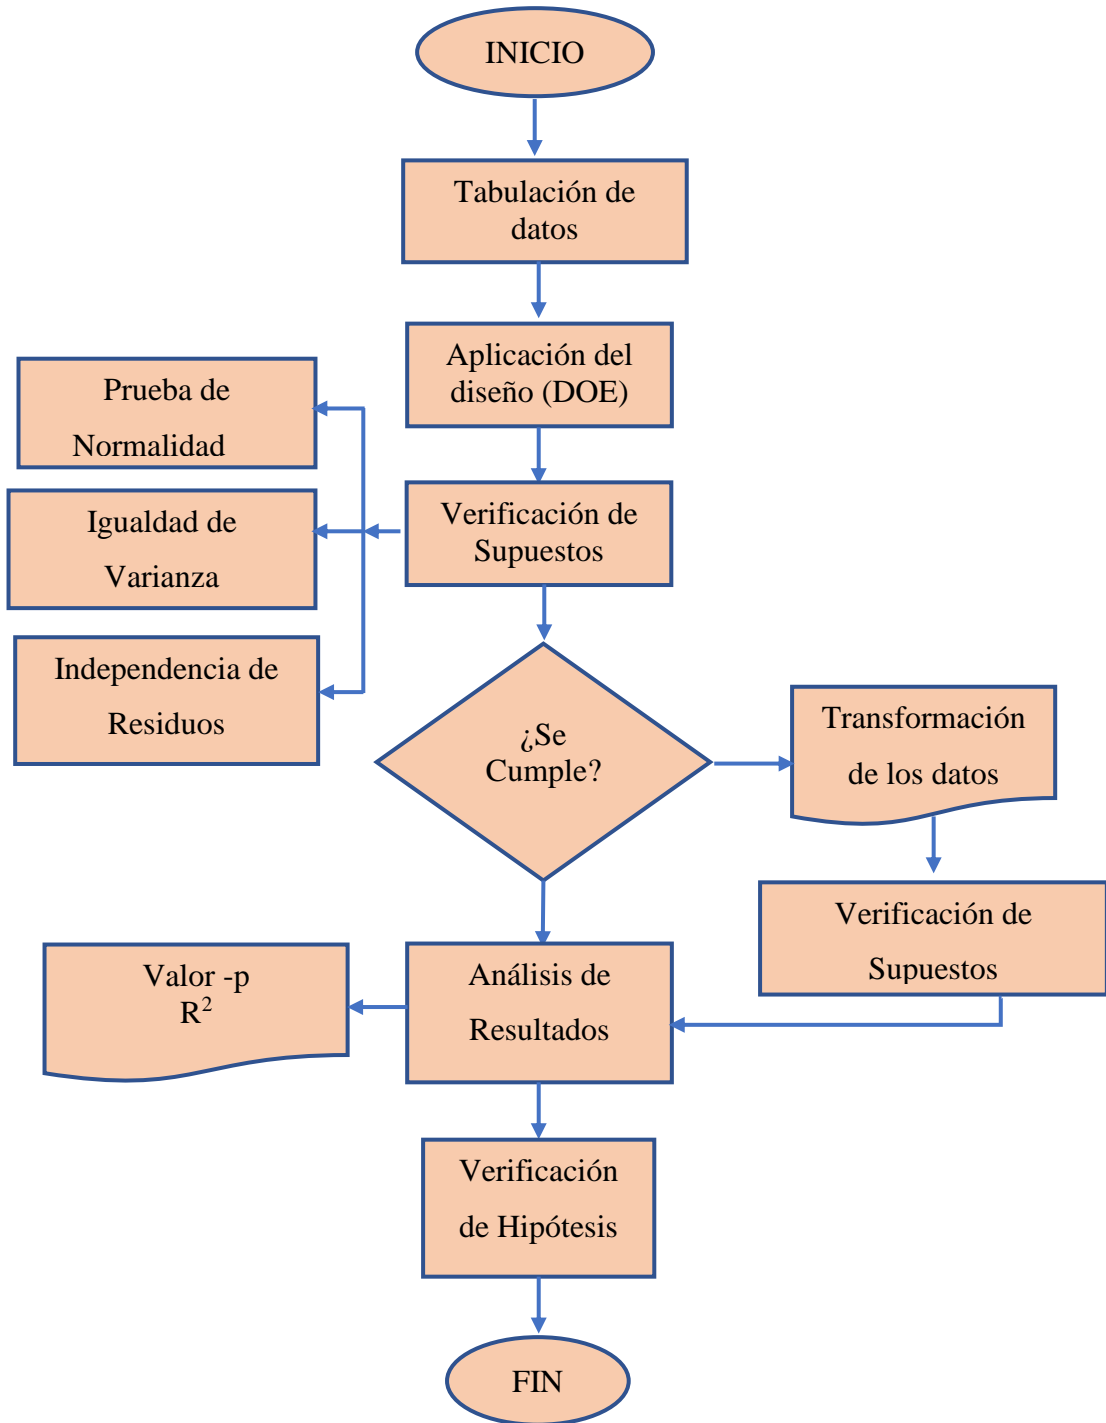 INICIO
Tabulación de
datos
Aplicación del
diseño (DOE)
Prueba de
Normalidad
Igualdad de
Varianza
Independencia de
Residuos
Verificación de
Supuestos
¿Se
Cumple?
Transformación
de los datos
Verificación de
Supuestos
Valor -p
R²
Análisis de
Resultados
Verificación
de Hipótesis
FIN